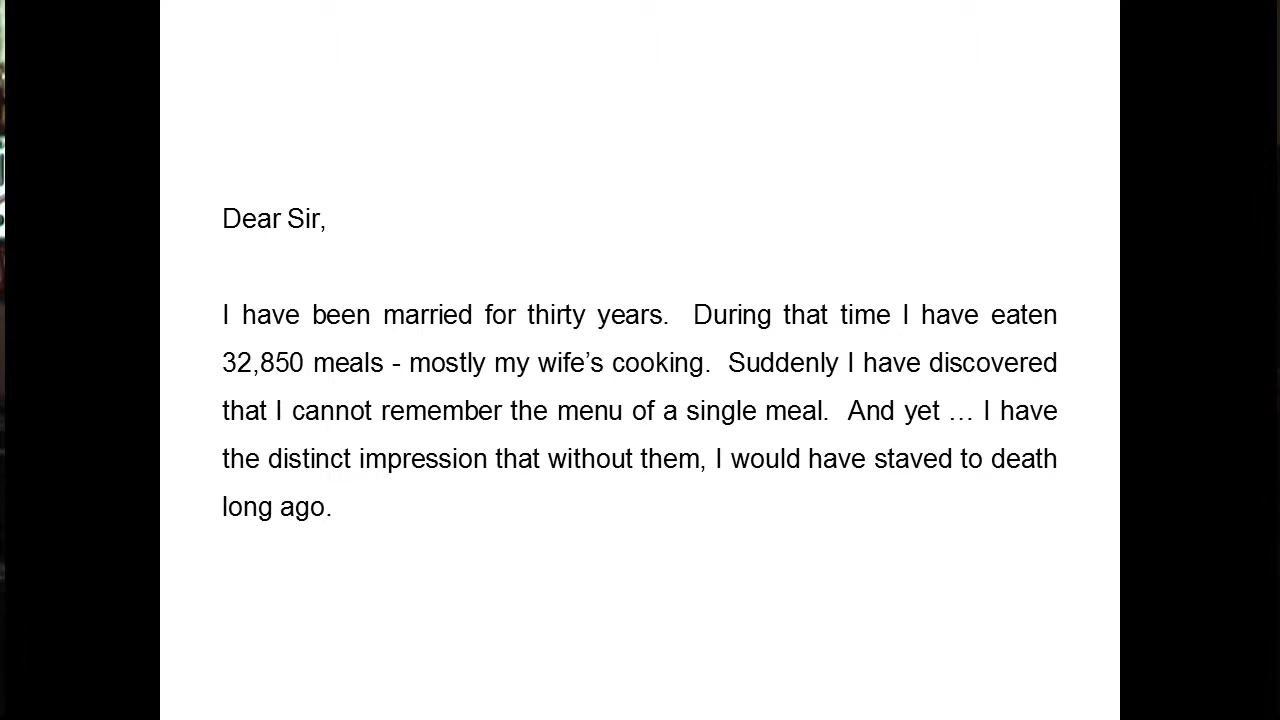 Dear Sir,
I have been married for thirty years.  During that time I have eaten
32,850 meals - mostly my wife’s cooking.  Suddenly I have discovered
that I cannot remember the menu of a single meal.  And yet … I have
the distinct impression that without them, I would have staved to death
long ago.